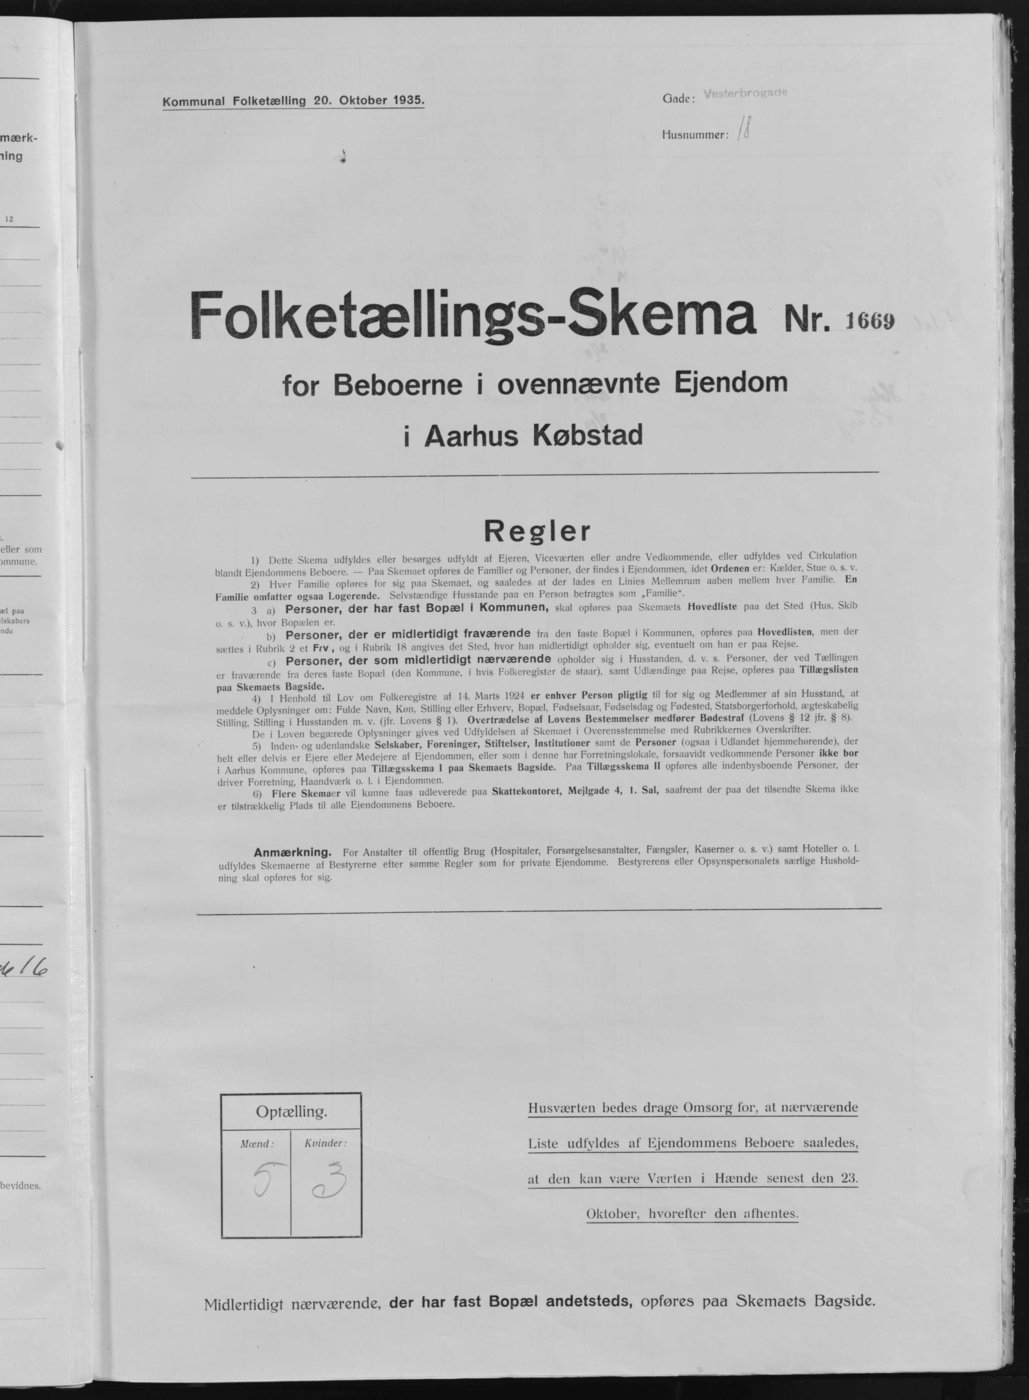 mærk-
ning
12
eller som
ommune.
æl paa
lskabers
nde
16
bevidnes.
Kommunal Folketælling 20. Oktober 1935.
Gade: Vesterbrogade
Husnummer: 18
Folketællings-Skema Nr. 1669
for Beboerne i ovennævnte Ejendom
i Aarhus Købstad
Regler
1) Dette Skema udfyldes eller besørges udfyldt af Ejeren, Viceværten eller andre Vedkommende, eller udfyldes ved Cirkulation
blandt Ejendommens Beboere. — Paa Skemaet opføres de Familier og Personer, der findes i Ejendommen, idet Ordenen er: Kælder, Stue o. s. v.
2) Hver Familie opføres for sig paa Skemaet, og saaledes at der lades en Linies Mellemrum aaben mellem hver Familie. En
Familie omfatter ogsaa Logerende. Selvstændige Husstande paa en Person betragtes som „Familie“.
3 a) Personer, der har fast Bopæl i Kommunen, skal opføres paa Skemaets Hovedliste paa det Sted (Hus, Skib
o. s. v.), hvor Bopælen er.
b) Personer, der er midlertidigt fraværende fra den faste Bopæl i Kommunen, opføres paa Hovedlisten, men der
sættes i Rubrik 2 et Frv, og i Rubrik 18 angives det Sted, hvor han midlertidigt opholder sig, eventuelt om han er paa Rejse.
c) Personer, der som midlertidigt nærværende opholder sig i Husstanden, d. v. s. Personer, der ved Tællingen
er fraværende fra deres faste Bopæl (den Kommune, i hvis Folkeregister de staar), samt Udlændinge paa Rejse, opføres paa Tillægslisten
paa Skemaets Bagside.
4) I Henhold til Lov om Folkeregistre af 14. Marts 1924 er enhver Person pligtig til for sig og Medlemmer af sin Husstand, at
meddele Oplysninger om: Fulde Navn, Køn, Stilling eller Erhverv, Bopæl, Fødselsaar, Fødselsdag og Fødested, Statsborgerforhold, ægteskabelig
Stilling, Stilling i Husstanden m. v. (jfr. Lovens § 1). Overtrædelse af Lovens Bestemmelser medfører Bødestraf (Lovens § 12 jfr. § 8).
De i Loven begærede Oplysninger gives ved Udfyldelsen af Skemaet i Overensstemmelse med Rubrikkernes Overskrifter.
5) Inden- og udenlandske Selskaber, Foreninger, Stiftelser, Institutioner samt de Personer (ogsaa i Udlandet hjemmehørende), der
helt eller delvis er Ejere eller Medejere af Ejendommen, eller som i denne har Forretningslokale, forsaavidt vedkommende Personer ikke bor
i Aarhus Kommune, opføres paa Tillægsskema I paa Skemaets Bagside. Paa Tillægsskema II opføres alle indenbysboende Personer, der
driver Forretning, Haandværk o. l. i Ejendommen.
6) Flere Skemaer vil kunne faas udleverede paa Skattekontoret, Mejlgade 4, 1. Sal, saafremt der paa det tilsendte Skema ikke
er tilstrækkelig Plads til alle Ejendommens Beboere.
Anmærkning. For Anstalter til offentlig Brug (Hospitaler, Forsørgelsesanstalter, Fængsler, Kaserner o. s. v.) samt Hoteller o. l.
udfyldes Skemaerne af Bestyrerne efter samme Regler som for private Ejendomme. Bestyrerens eller Opsynspersonalets særlige Hushold-
ning skal opføres for sig.
Optælling.
Mænd: Kvinder:
5 3
Husværten bedes drage Omsorg for, at nærværende
Liste udfyldes af Ejendommens Beboere saaledes,
at den kan være Værten i Hænde senest den 23.
Oktober, hvorefter den afhentes.
Midlertidigt nærværende, der har fast Bopæl andetsteds, opføres paa Skemaets Bagside.